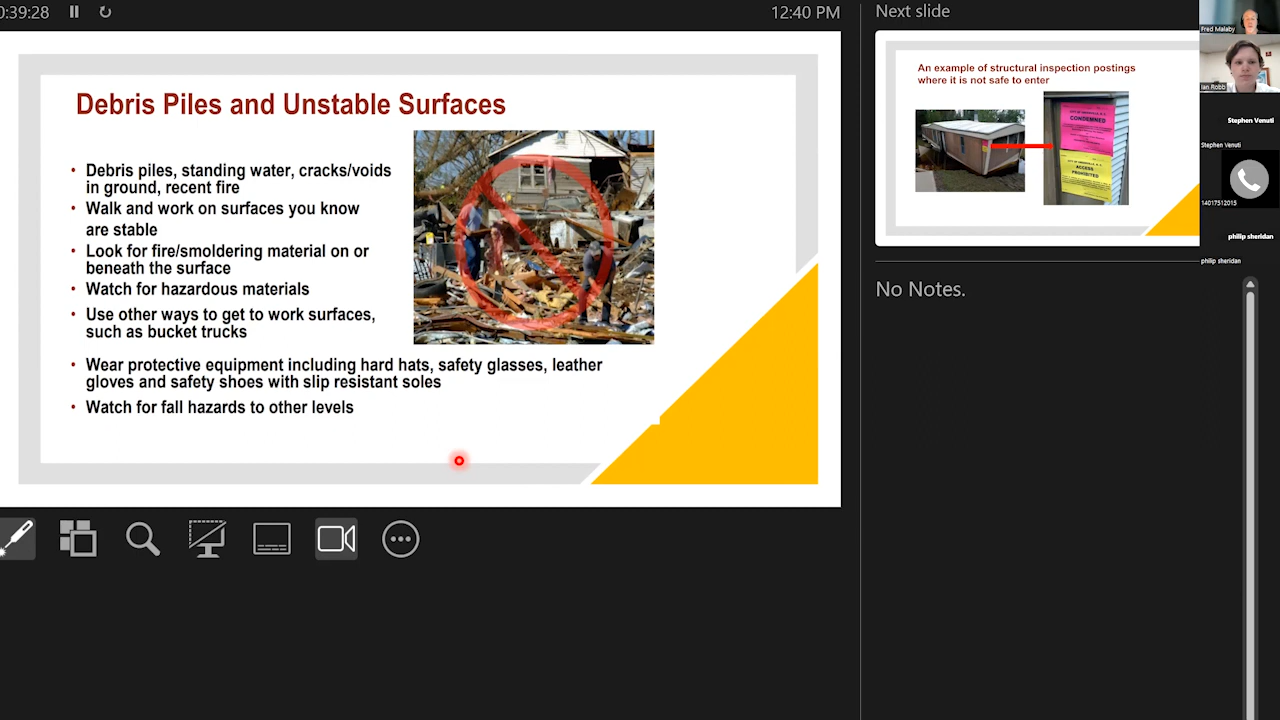 0:39:28
12:40 PM
Debris Piles and Unstable Surfaces
• Debris piles, standing water, cracks/voids
in ground, recent fire
• Walk and work on surfaces you know
are stable
• Look for fire/smoldering material on or
beneath the surface
• Watch for hazardous materials
• Use other ways to get to work surfaces,
such as bucket trucks
• Wear protective equipment including hard hats, safety glasses, leather
gloves and safety shoes with slip resistant soles
• Watch for fall hazards to other levels
Next slide
An example of structural inspection postings
where it is not safe to enter
CONDEMNED
ACCESS
PROHIBITED
No Notes.
Fred Malaby
Ian Robb
Stephen Venuti
Stephen Venuti
14017512015
philip sheridan
philip sheridan